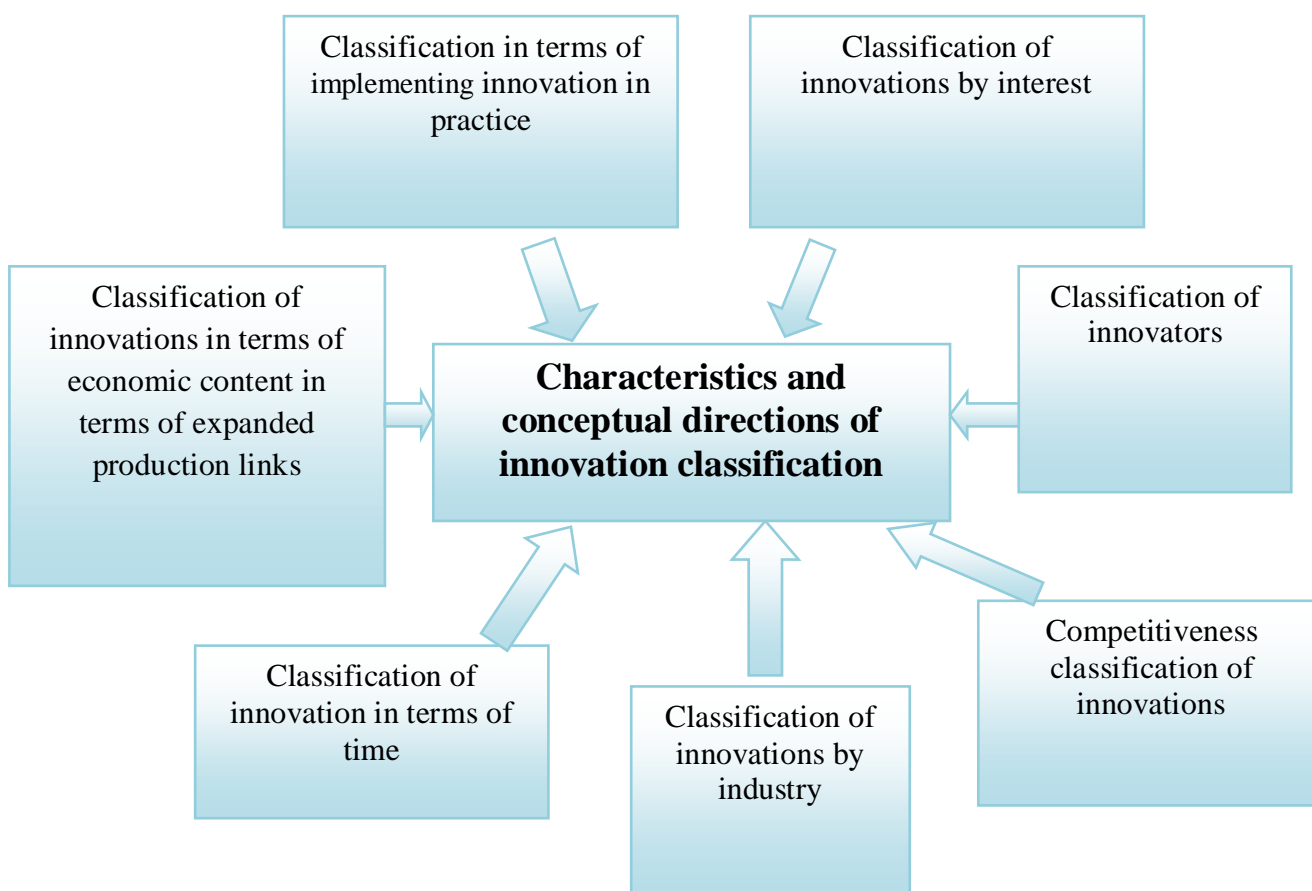 Classification in terms of
implementing innovation in
practice
Classification of
innovations by interest
Classification of
innovations in terms of
economic content in
terms of expanded
production links
Classification of
innovators
Characteristics and
conceptual directions of
innovation classification
Classification of
innovation in terms of
time
Classification of
innovations by
industry
Competitiveness
classification of
innovations